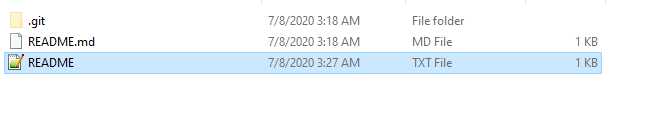 .git 7/8/2020 3:18 AM File folder
README.md 7/8/2020 3:18 AM MD File 1 KB
README 7/8/2020 3:27 AM TXT File 1 KB